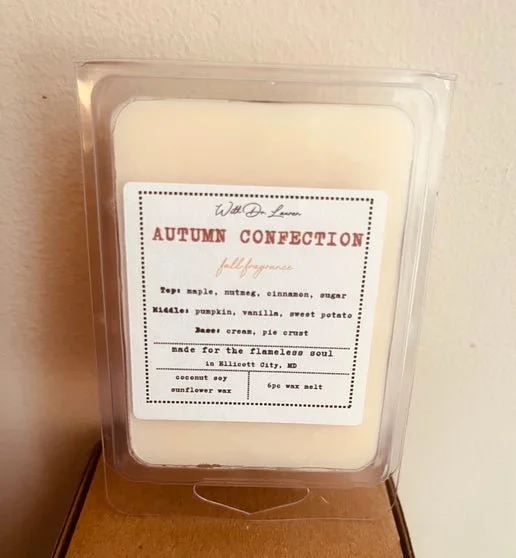 With Dr. Lauren
AUTUMN CONFECTION
fall fragrance
Top: maple, nutmeg, cinnamon, sugar
Middle: pumpkin, vanilla, sweet potato
Base: cream, pie crust
made for the flameless soul
in Ellicott City, MD
coconut soy
sunflower wax
6pc wax melt